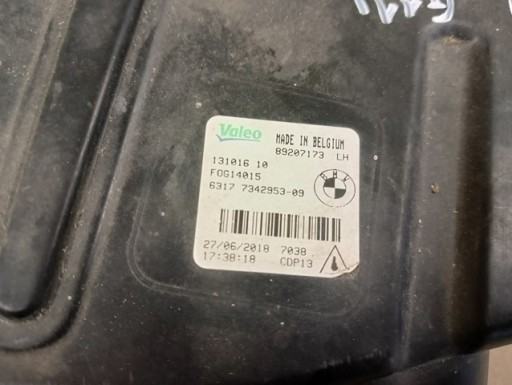 Valeo MADE IN BELGIUM
89207173 LH
131016 10
FOG14015
6317 7342953-09
BMW
27/06/2018 7038
17:38:18 CDP13